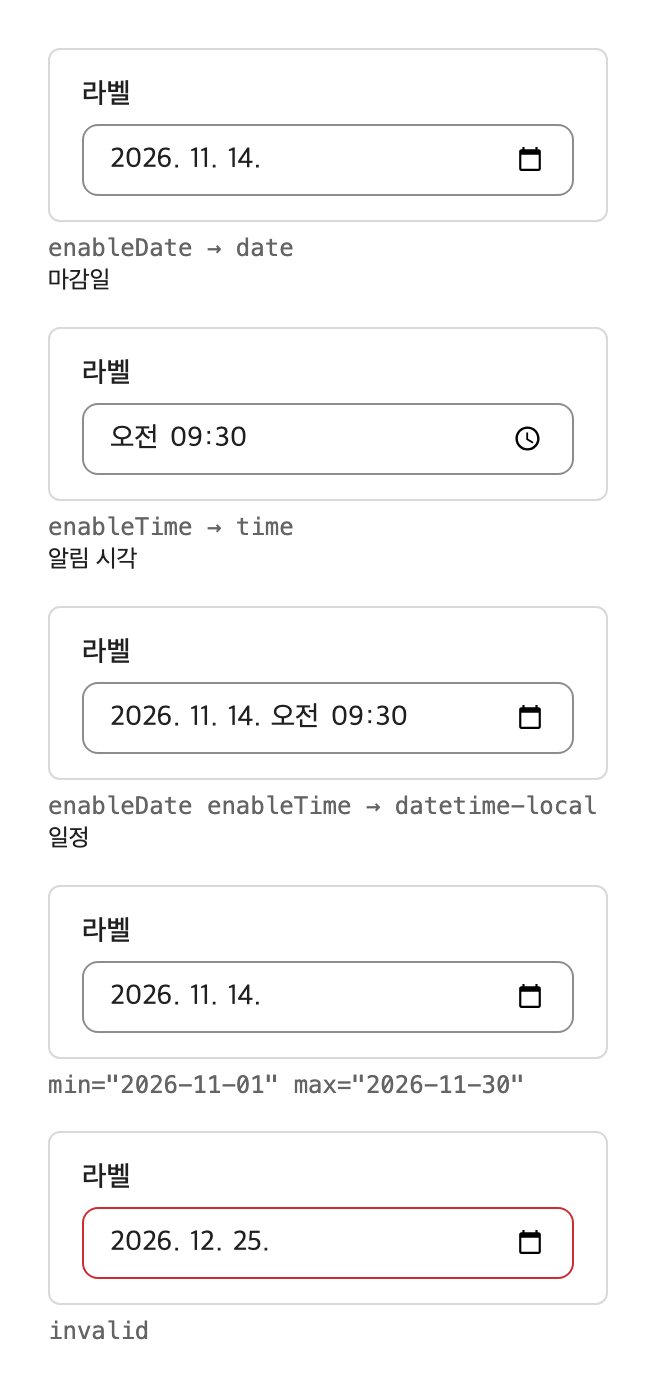 라벨
2026. 11. 14.
enableDate → date
마감일
라벨
오전 09:30
enableTime → time
알림 시각
라벨
2026. 11. 14. 오전 09:30
enableDate enableTime → datetime-local
일정
라벨
2026. 11. 14.
min="2026-11-01" max="2026-11-30"
라벨
2026. 12. 25.
invalid